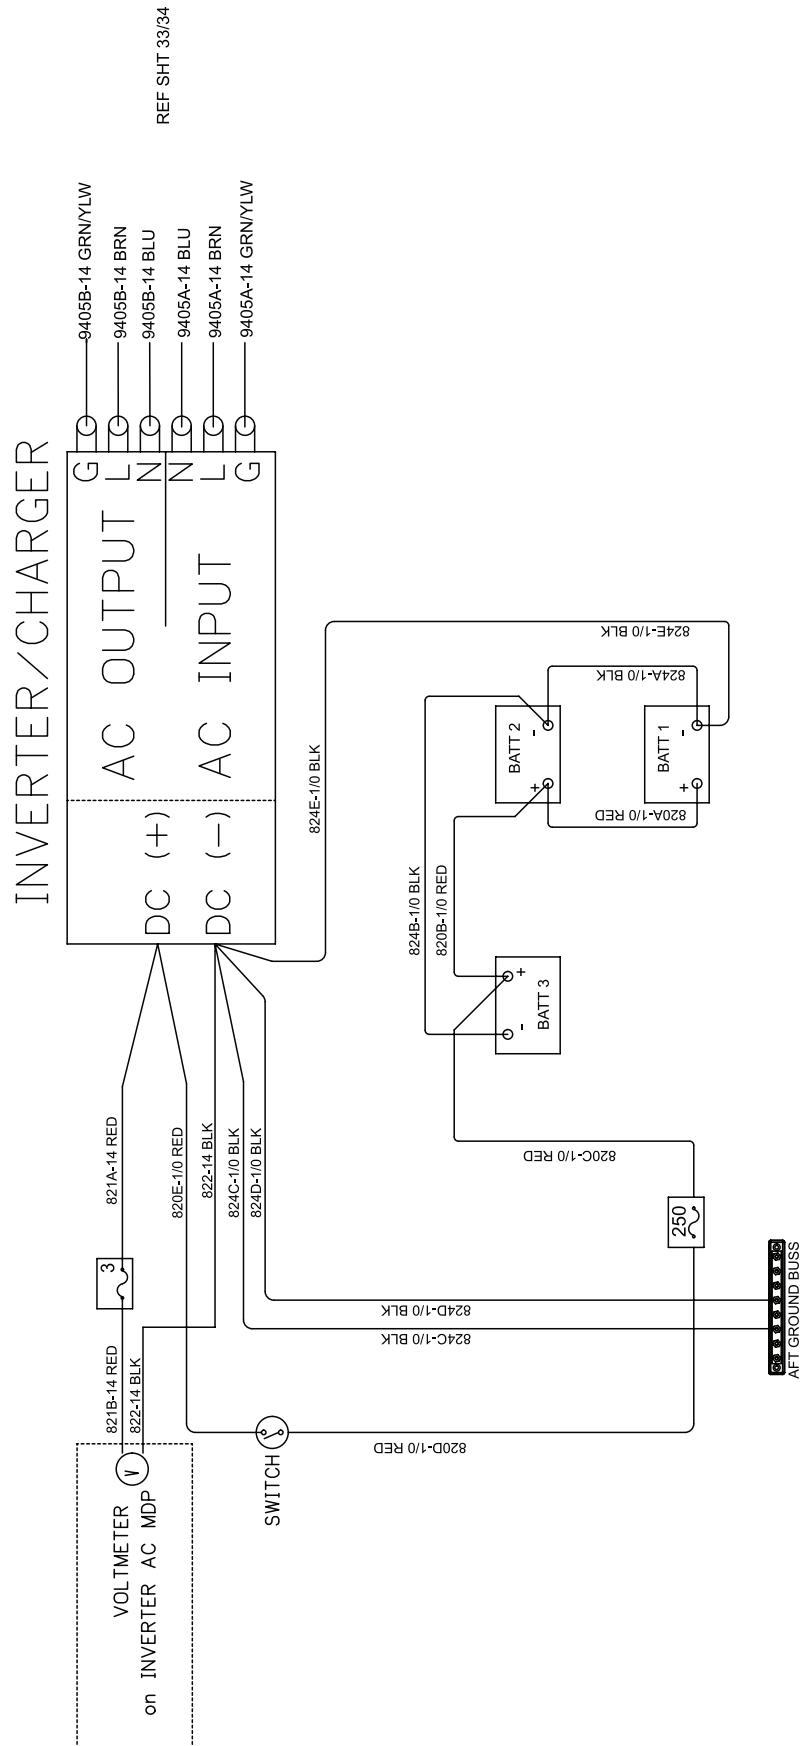 REF SHT 33/34
9405B-14 GRN/YLW
9405B-14 BRN
9405B-14 BLU
9405A-14 BLU
9405A-14 BRN
9405A-14 GRN/YLW
INVERTER/CHARGER
G
L
N
N
L
G
AC OUTPUT
AC INPUT
DC (+)
DC (-)
824E-1/0 BLK
824E-1/0 BLK
824A-1/0 BLK
BATT 2
-
+
BATT 1
-
+
820A-1/0 RED
824B-1/0 BLK
820B-1/0 RED
BATT 3
+
-
820C-1/0 RED
250
821A-14 RED
820E-1/0 RED
822-14 BLK
824C-1/0 BLK
824D-1/0 BLK
3
821B-14 RED
822-14 BLK
824D-1/0 BLK
824C-1/0 BLK
AFT GROUND BUSS
SWITCH
820D-1/0 RED
V
VOLTMETER
on INVERTER AC MDP